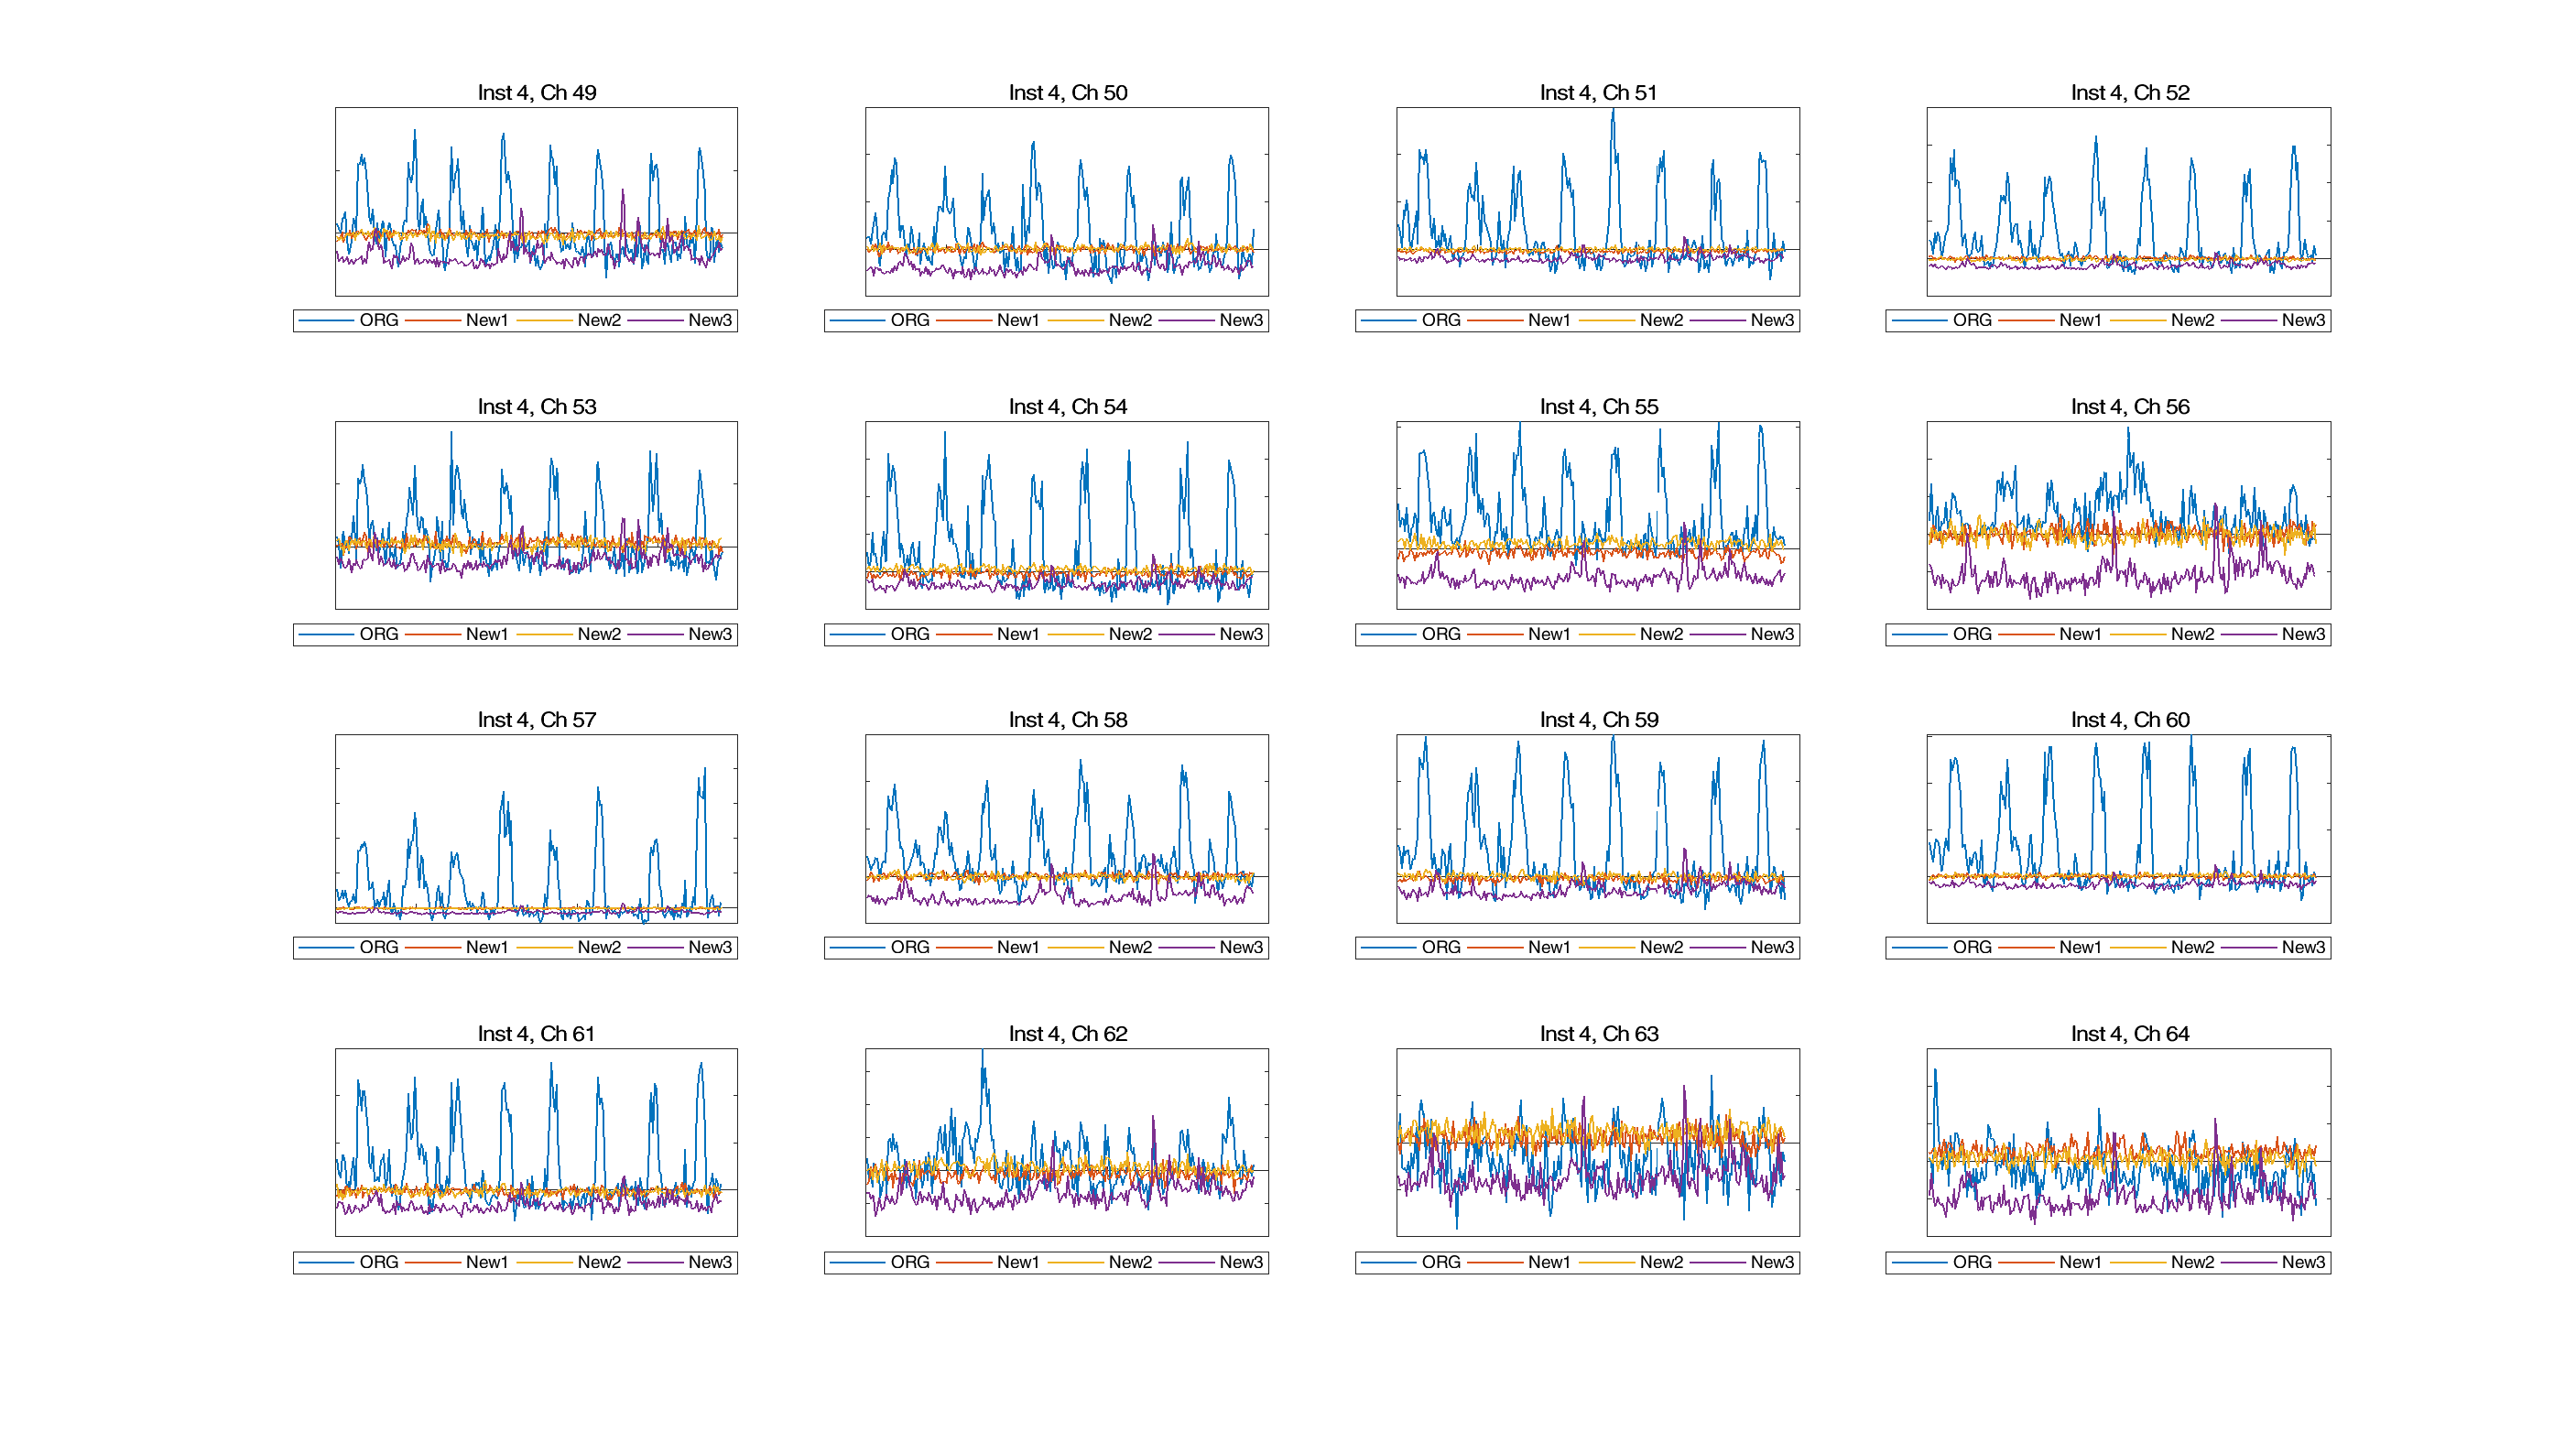 Inst 4, Ch 49
Inst 4, Ch 50
Inst 4, Ch 51
Inst 4, Ch 52
ORG New1 New2 New3
ORG New1 New2 New3
ORG New1 New2 New3
ORG New1 New2 New3
Inst 4, Ch 53
Inst 4, Ch 54
Inst 4, Ch 55
Inst 4, Ch 56
ORG New1 New2 New3
ORG New1 New2 New3
ORG New1 New2 New3
ORG New1 New2 New3
Inst 4, Ch 57
Inst 4, Ch 58
Inst 4, Ch 59
Inst 4, Ch 60
ORG New1 New2 New3
ORG New1 New2 New3
ORG New1 New2 New3
ORG New1 New2 New3
Inst 4, Ch 61
Inst 4, Ch 62
Inst 4, Ch 63
Inst 4, Ch 64
ORG New1 New2 New3
ORG New1 New2 New3
ORG New1 New2 New3
ORG New1 New2 New3